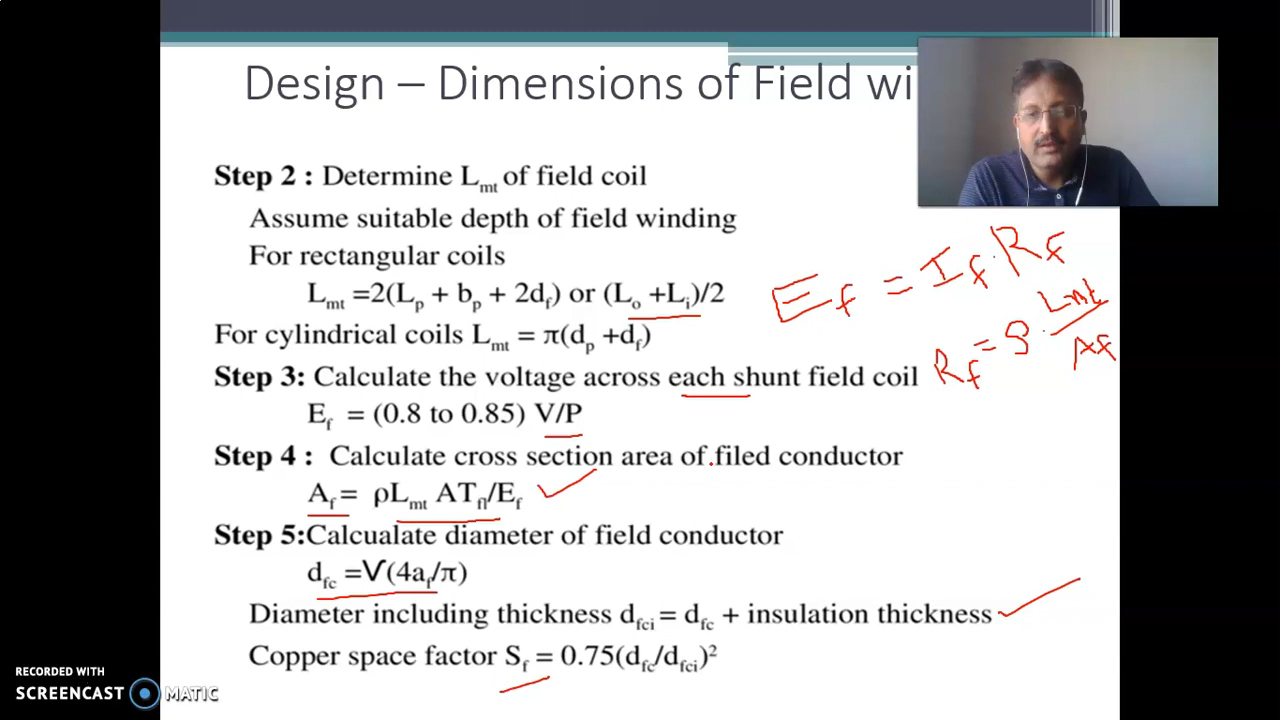 Design – Dimensions of Field wi
Step 2 : Determine Lmt of field coil
Assume suitable depth of field winding
For rectangular coils
Lmt =2(Lp + bp + 2df) or (Lo +Li)/2
For cylindrical coils Lmt = π(dp +df)
Step 3: Calculate the voltage across each shunt field coil
Ef = (0.8 to 0.85) V/P
Step 4 : Calculate cross section area of filed conductor
Af = ρLmt ATfl/Ef
Step 5:Calcualate diameter of field conductor
dfc =√(4af/π)
Diameter including thickness dfci = dfc + insulation thickness
Copper space factor Sf = 0.75(dfc/dfci)²
Ef = If.Rf
Rf = ρ . Lmt/Af
RECORDED WITH
SCREENCAST MATIC